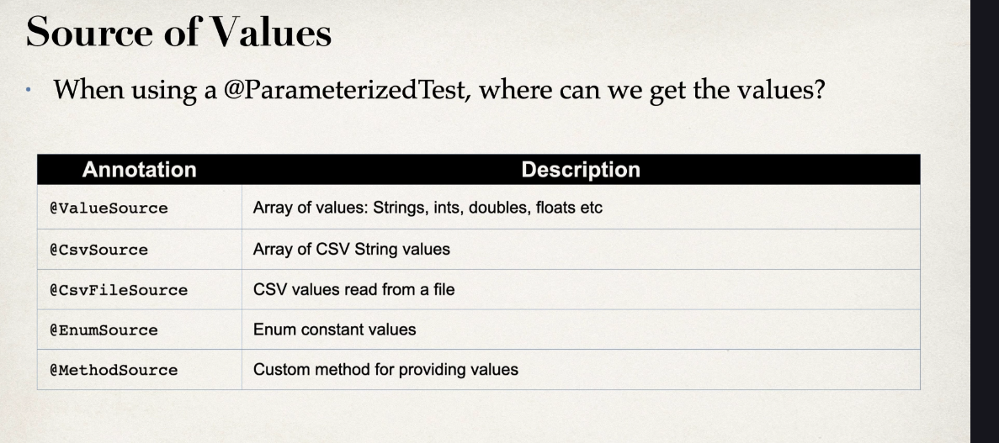 Source of Values
• When using a @ParameterizedTest, where can we get the values?
Annotation Description
@ValueSource Array of values: Strings, ints, doubles, floats etc
@CsvSource Array of CSV String values
@CsvFileSource CSV values read from a file
@EnumSource Enum constant values
@MethodSource Custom method for providing values